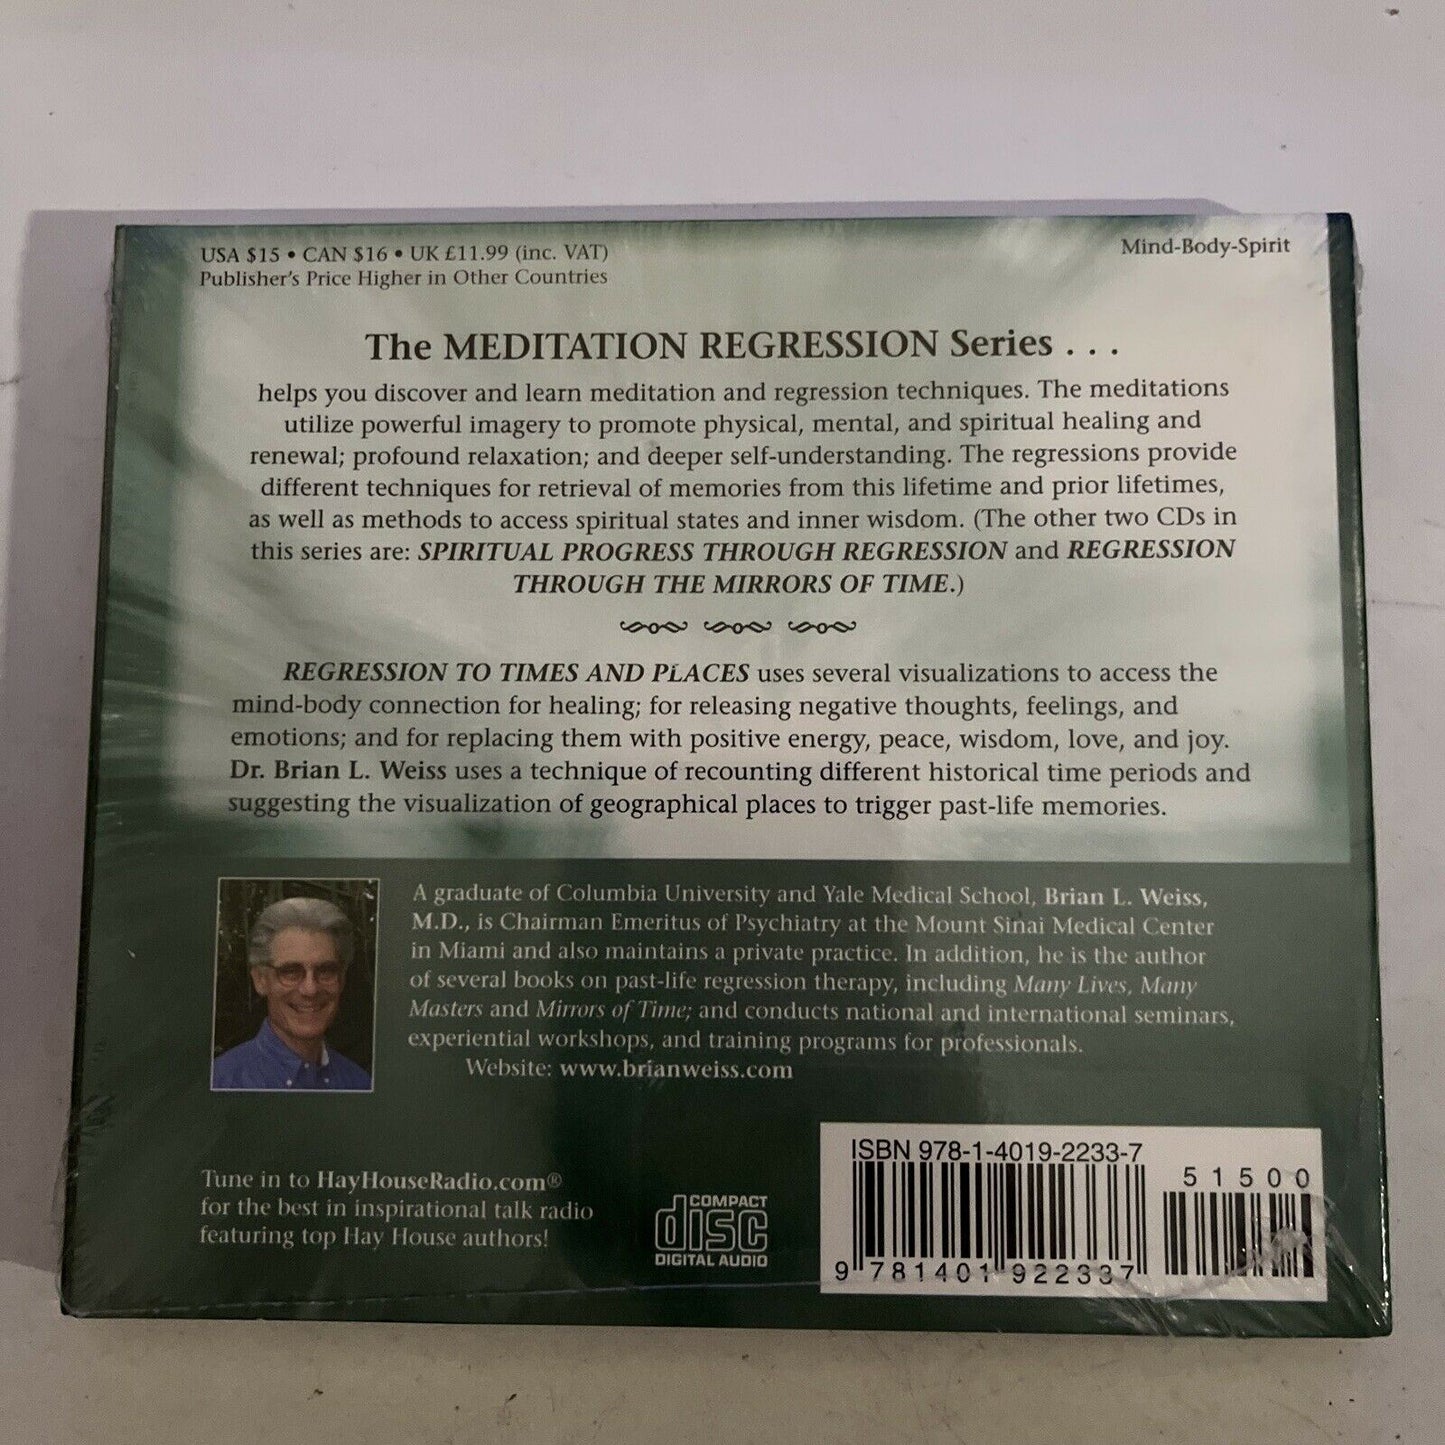 USA $15 • CAN $16 • UK £11.99 (inc. VAT)
Publisher's Price Higher in Other Countries
Mind-Body-Spirit
The MEDITATION REGRESSION Series . . .
helps you discover and learn meditation and regression techniques. The meditations
utilize powerful imagery to promote physical, mental, and spiritual healing and
renewal; profound relaxation; and deeper self-understanding. The regressions provide
different techniques for retrieval of memories from this lifetime and prior lifetimes,
as well as methods to access spiritual states and inner wisdom. (The other two CDs in
this series are: SPIRITUAL PROGRESS THROUGH REGRESSION and REGRESSION
THROUGH THE MIRRORS OF TIME.)
REGRESSION TO TIMES AND PLACES uses several visualizations to access the
mind-body connection for healing; for releasing negative thoughts, feelings, and
emotions; and for replacing them with positive energy, peace, wisdom, love, and joy.
Dr. Brian L. Weiss uses a technique of recounting different historical time periods and
suggesting the visualization of geographical places to trigger past-life memories.
A graduate of Columbia University and Yale Medical School, Brian L. Weiss,
M.D., is Chairman Emeritus of Psychiatry at the Mount Sinai Medical Center
in Miami and also maintains a private practice. In addition, he is the author
of several books on past-life regression therapy, including Many Lives, Many
Masters and Mirrors of Time; and conducts national and international seminars,
experiential workshops, and training programs for professionals.
Website: www.brianweiss.com
Tune in to HayHouseRadio.com®
for the best in inspirational talk radio
featuring top Hay House authors!
COMPACT
disc
DIGITAL AUDIO
ISBN 978-1-4019-2233-7
51500
9 781401 922337